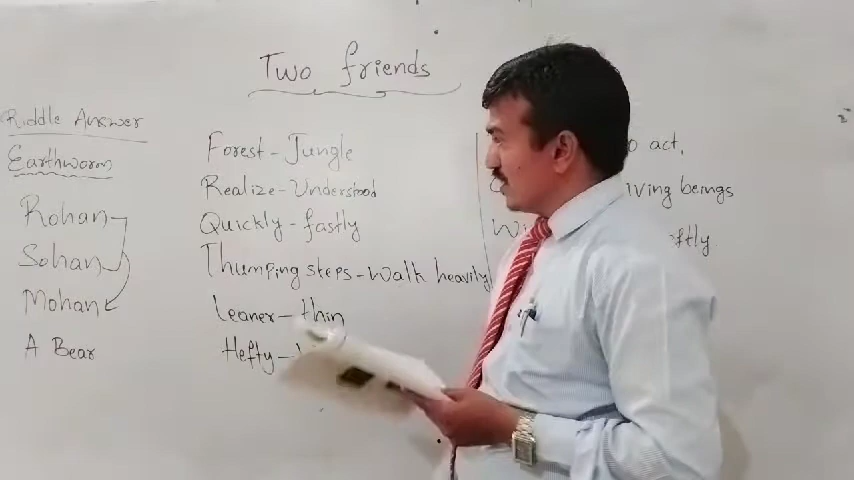 Two friends
Riddle Answer
Earthworm
Rohan
Sohan
Mohan
A Bear
Forest - Jungle
Realize - Understood
Quickly - fastly
Thumping steps - Walk heavily
Leaner - thin
Hefty -
act,
beings